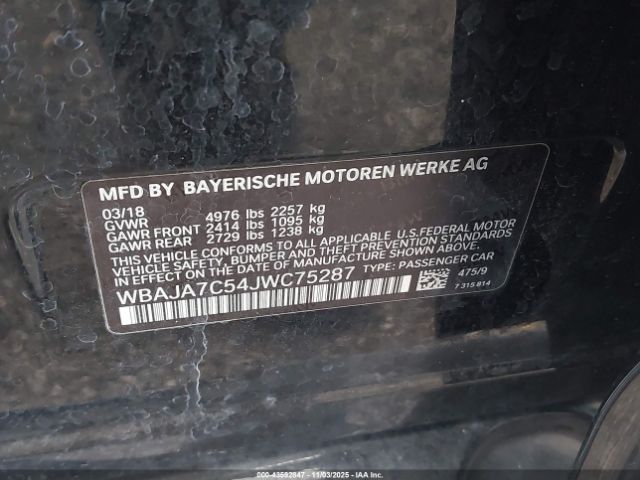 MFD BY BAYERISCHE MOTOREN WERKE AG
03/18
GVWR 4976 lbs 2257 kg
GAWR FRONT 2414 lbs 1095 kg
GAWR REAR 2729 lbs 1238 kg
THIS VEHICLE CONFORMS TO ALL APPLICABLE U.S.FEDERAL MOTOR
VEHICLE SAFETY, BUMPER, AND THEFT PREVENTION STANDARDS
IN EFFECT ON THE DATE OF MANUFACTURE SHOWN ABOVE.
WBAJA7C54JWC75287 TYPE: PASSENGER CAR
475/9
7 315 814
000-43592647 - 11/03/2025 - IAAI.COM